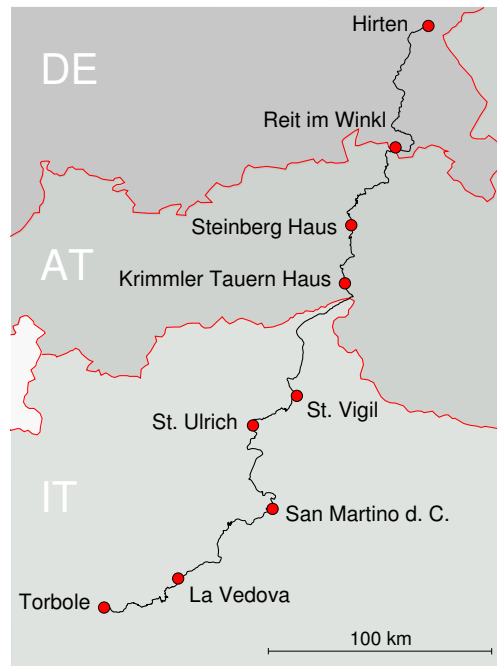 Hirten
DE
Reit im Winkl
Steinberg Haus
AT
Krimmler Tauern Haus
St. Vigil
St. Ulrich
IT
San Martino d. C.
La Vedova
Torbole
100 km